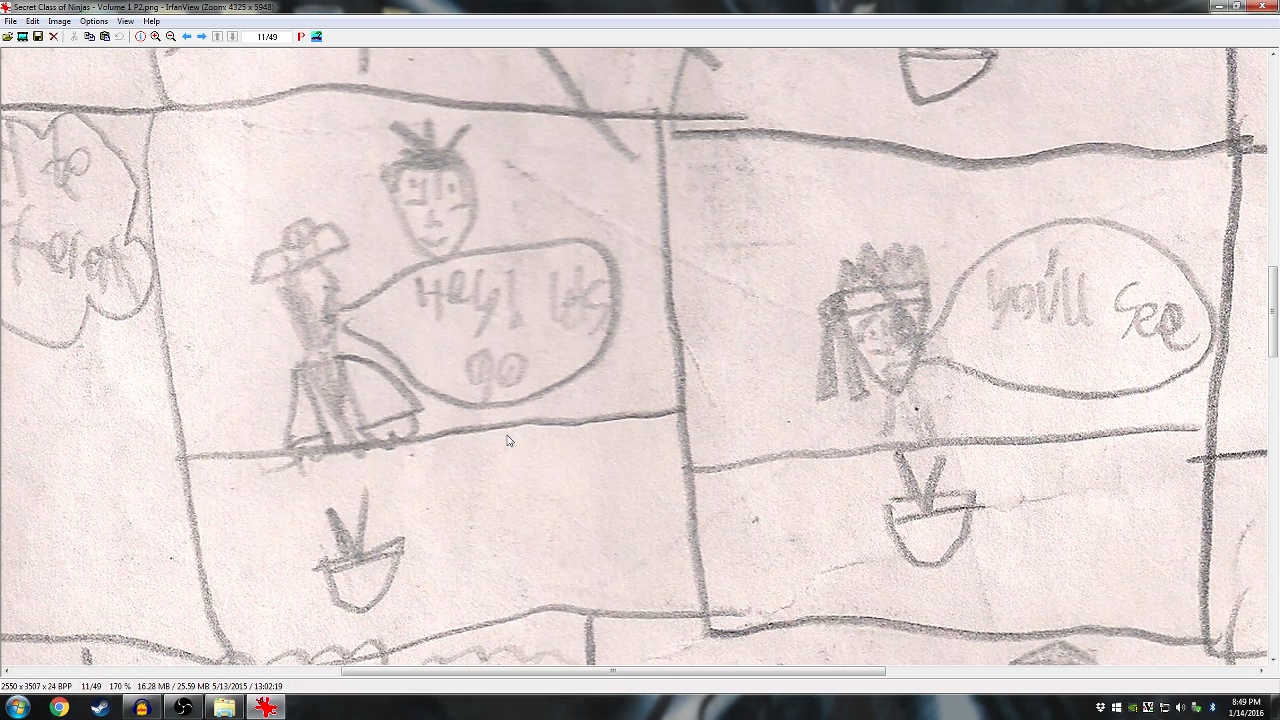 Secret Class of Ninjas - Volume 1 P2.png - IrfanView (Zoom: 4325 x 5948)
File Edit Image Options View Help
11/49
to
Hey! lets
go
you'll see
2550 x 3507 x 24 BPP 11/49 170 % 16.28 MB / 25.59 MB 5/13/2015 / 13:02:19
8:49 PM
1/14/2016